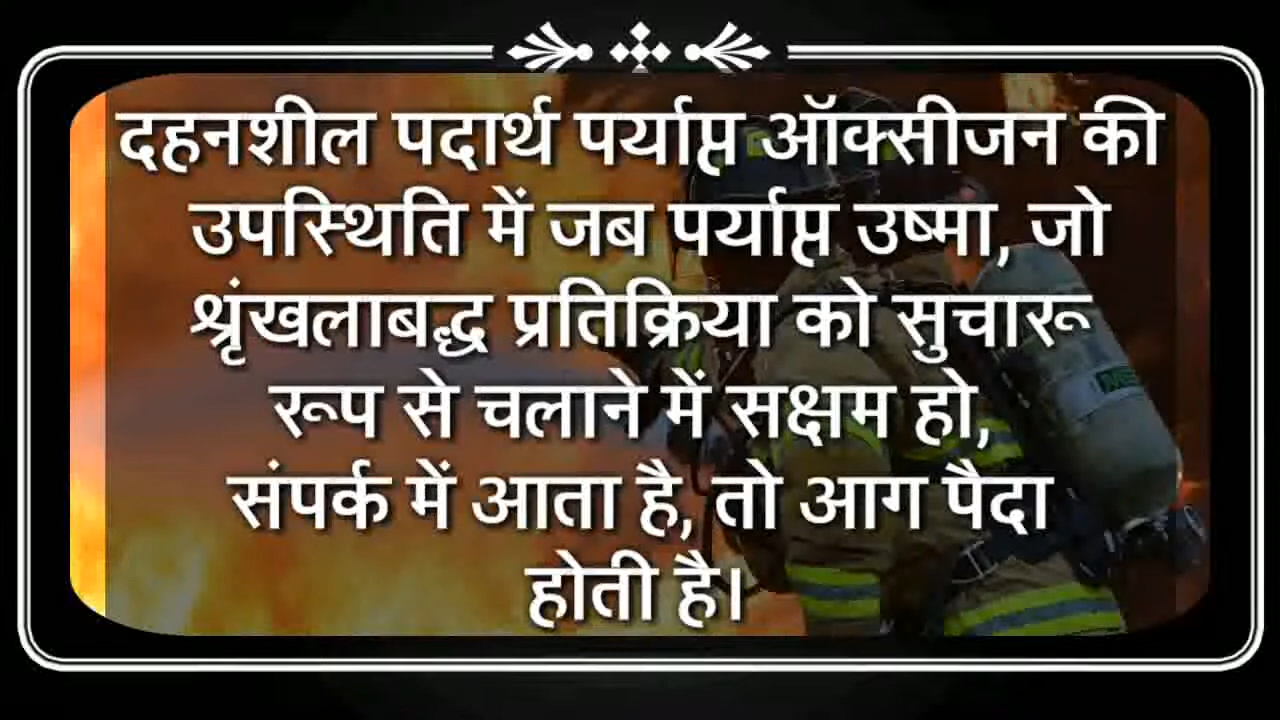 दहनशील पदार्थ पर्याप्त ऑक्सीजन की
उपस्थिति में जब पर्याप्त उष्मा, जो
श्रृंखलाबद्ध प्रतिक्रिया को सुचारू
रूप से चलाने में सक्षम हो,
संपर्क में आता है, तो आग पैदा
होती है।